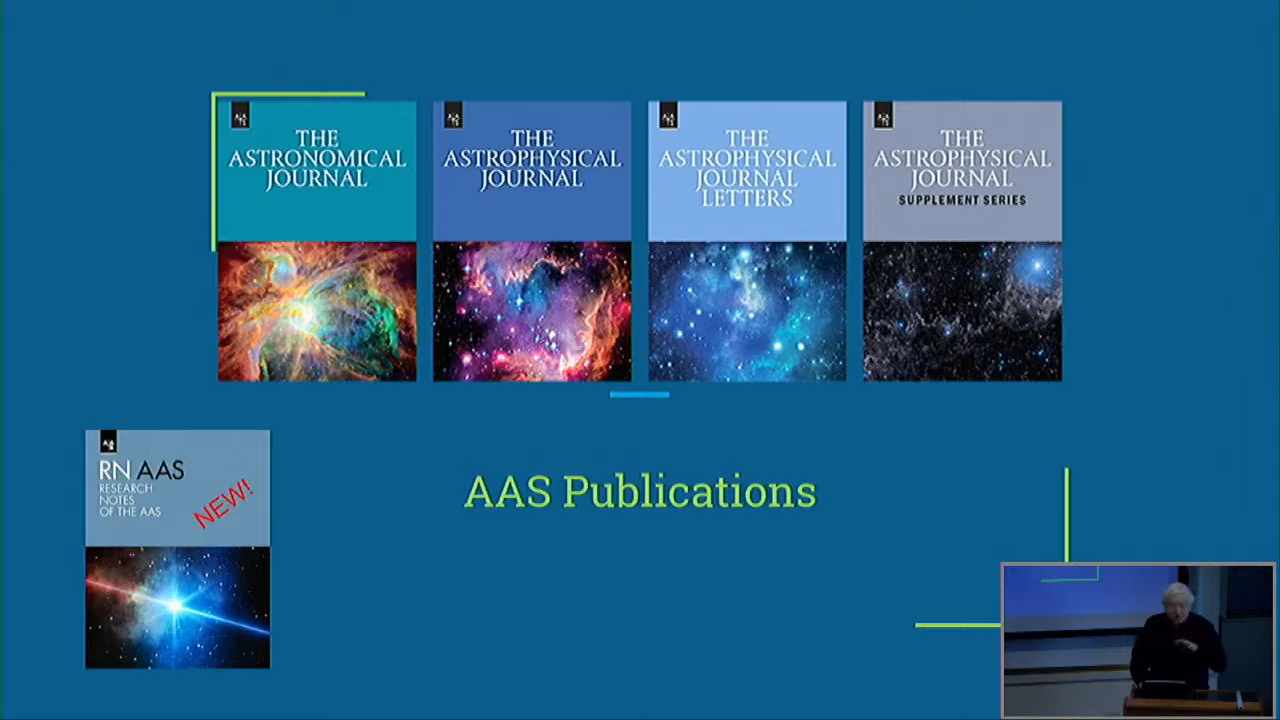 THE
ASTRONOMICAL
JOURNAL
THE
ASTROPHYSICAL
JOURNAL
THE
ASTROPHYSICAL
JOURNAL
LETTERS
THE
ASTROPHYSICAL
JOURNAL
SUPPLEMENT SERIES
RN AAS
RESEARCH
NOTES
OF THE AAS
NEW!
AAS Publications